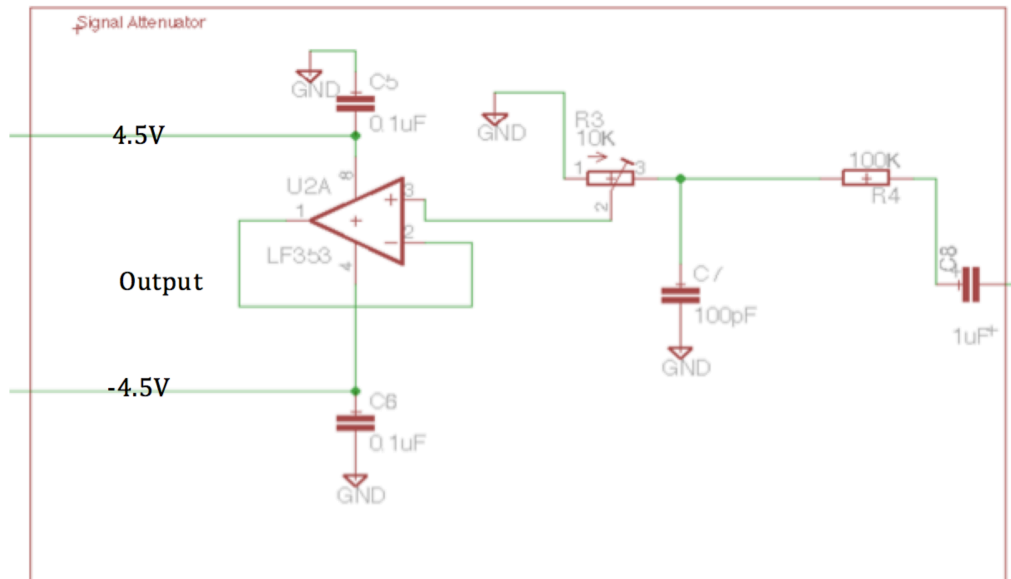 Signal Attenuator
GND
C5
0.1uF
4.5V
GND
R3
10K
1
3
2
100K
R4
U2A
8
3
1
2
LF353
4
Output
C8
1uF
C7
100pF
GND
-4.5V
C6
0.1uF
GND